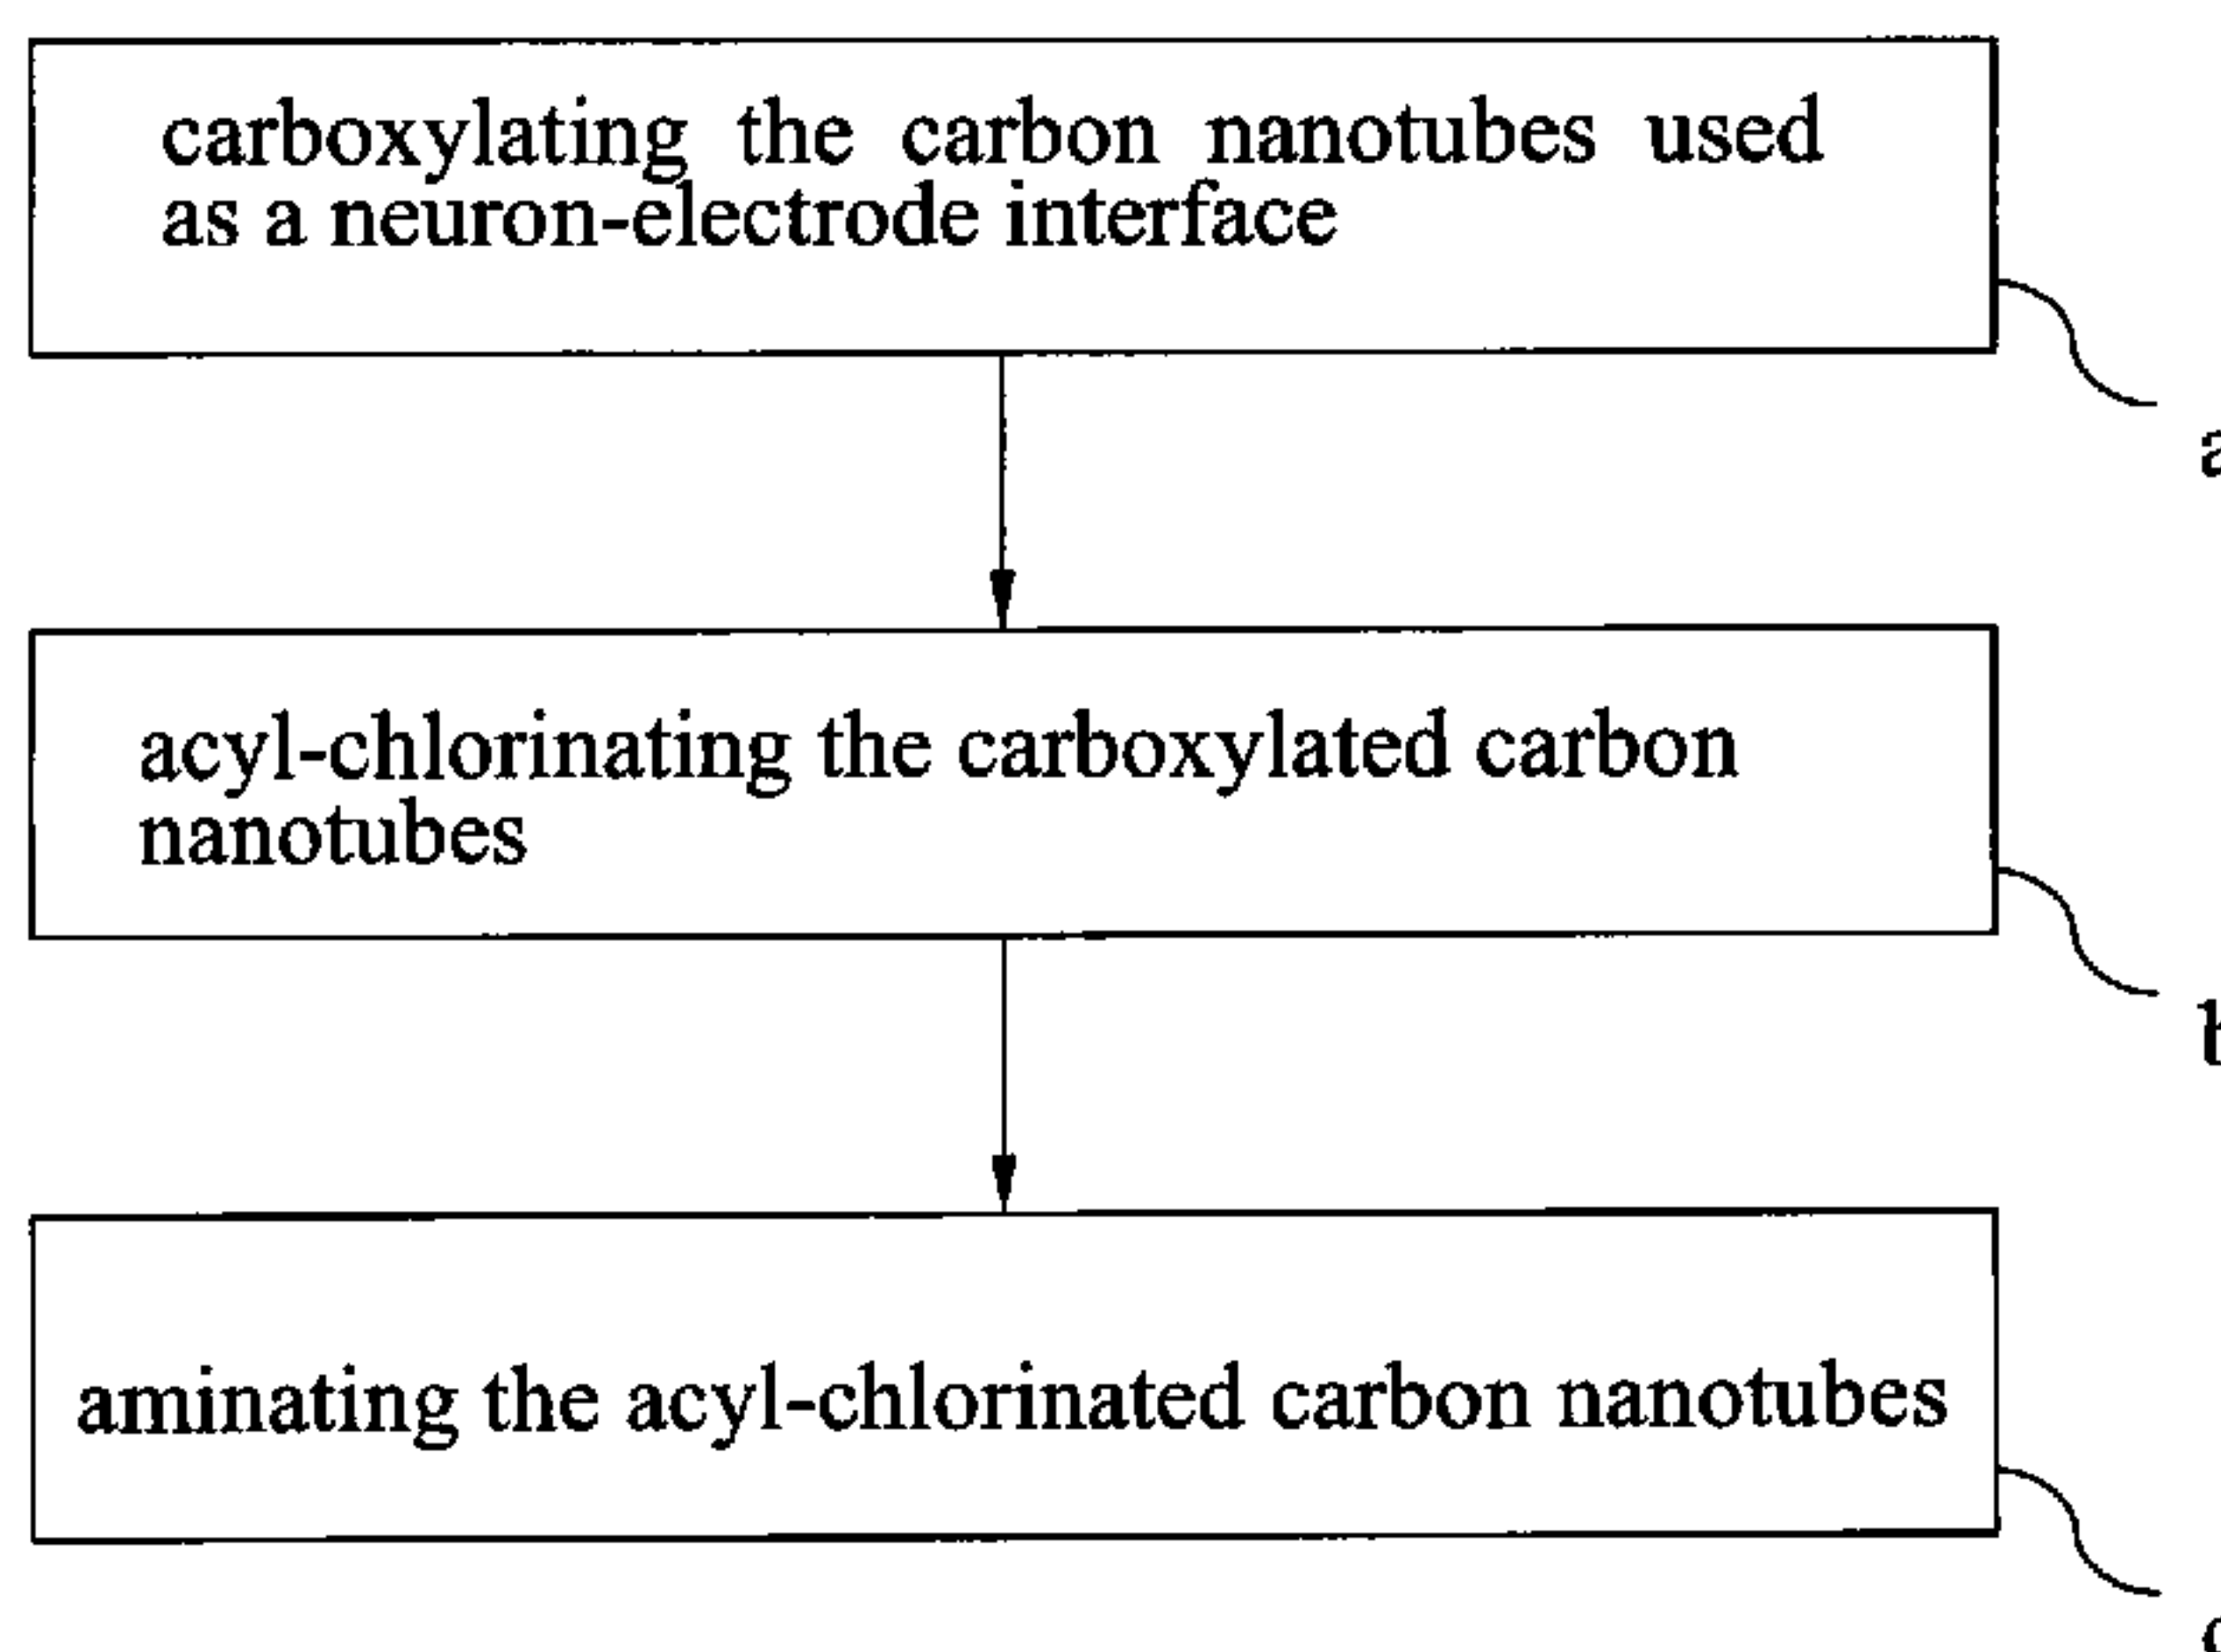 carboxylating the carbon nanotubes used
as a neuron-electrode interface
a
acyl-chlorinating the carboxylated carbon
nanotubes
b
aminating the acyl-chlorinated carbon nanotubes